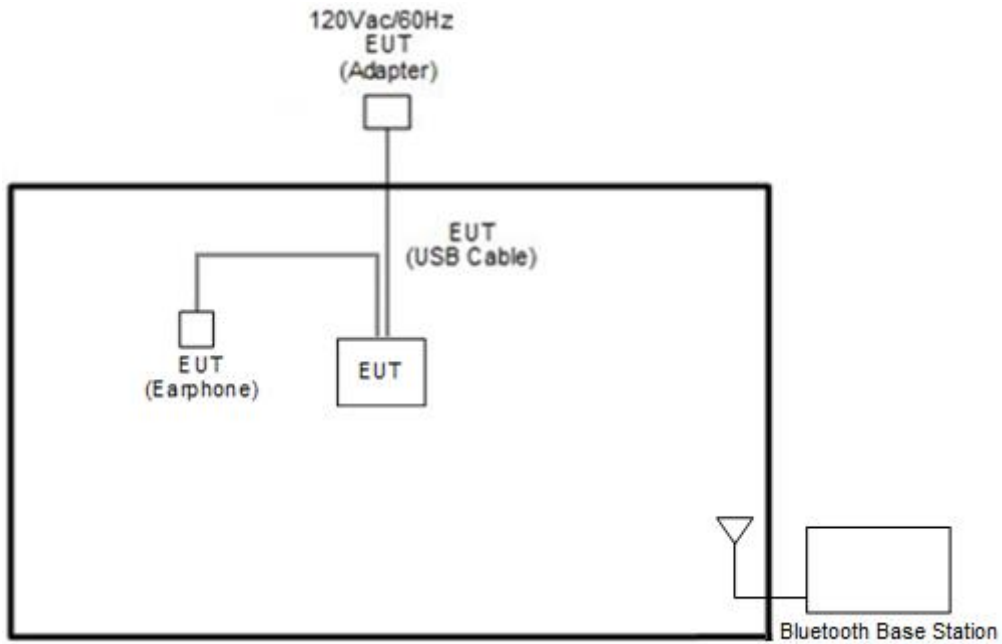 120Vac/60Hz
EUT
(Adapter)
EUT
(USB Cable)
EUT
(Earphone)
EUT
Bluetooth Base Station